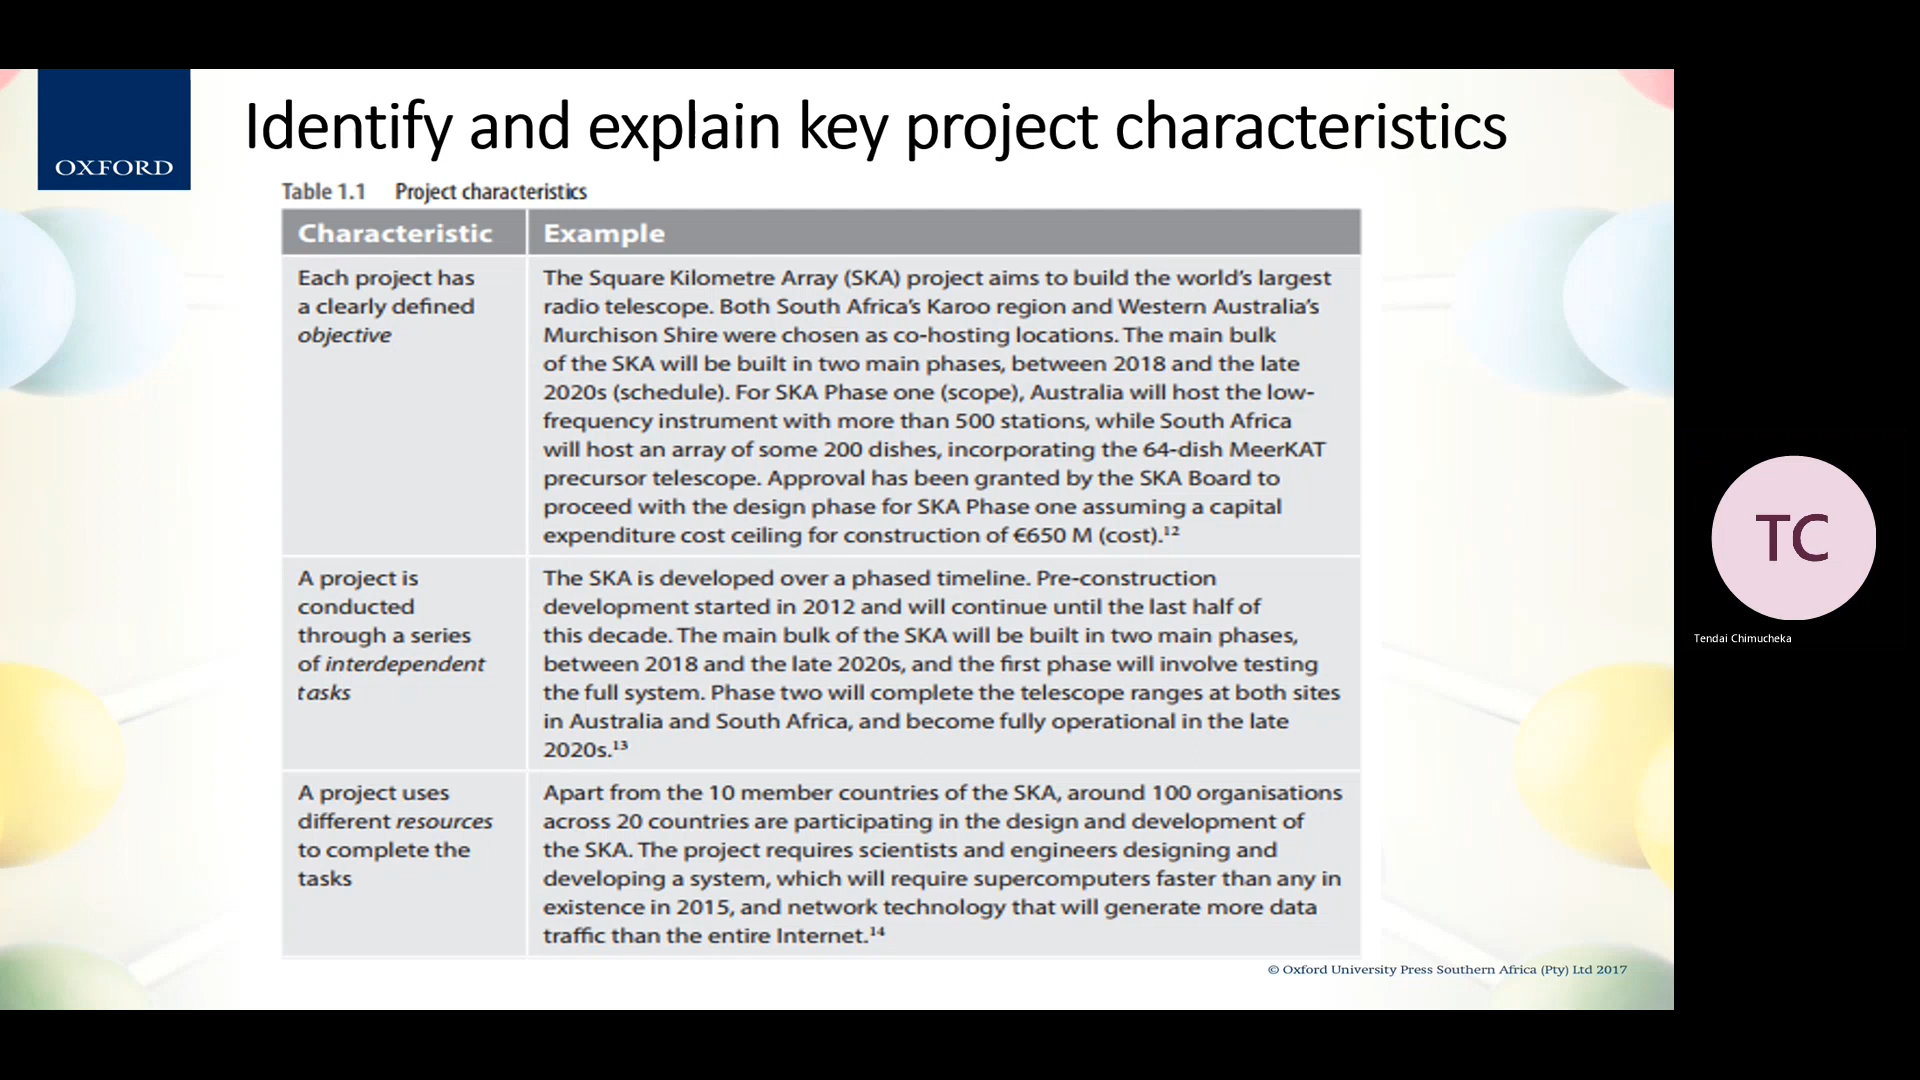 OXFORD
Identify and explain key project characteristics
Table 1.1 Project characteristics
Characteristic
Example
Each project has
a clearly defined
objective
The Square Kilometre Array (SKA) project aims to build the world’s largest
radio telescope. Both South Africa’s Karoo region and Western Australia’s
Murchison Shire were chosen as co-hosting locations. The main bulk
of the SKA will be built in two main phases, between 2018 and the late
2020s (schedule). For SKA Phase one (scope), Australia will host the low-
frequency instrument with more than 500 stations, while South Africa
will host an array of some 200 dishes, incorporating the 64-dish MeerKAT
precursor telescope. Approval has been granted by the SKA Board to
proceed with the design phase for SKA Phase one assuming a capital
expenditure cost ceiling for construction of €650 M (cost).¹²
A project is
conducted
through a series
of interdependent
tasks
The SKA is developed over a phased timeline. Pre-construction
development started in 2012 and will continue until the last half of
this decade. The main bulk of the SKA will be built in two main phases,
between 2018 and the late 2020s, and the first phase will involve testing
the full system. Phase two will complete the telescope ranges at both sites
in Australia and South Africa, and become fully operational in the late
2020s.¹³
A project uses
different resources
to complete the
tasks
Apart from the 10 member countries of the SKA, around 100 organisations
across 20 countries are participating in the design and development of
the SKA. The project requires scientists and engineers designing and
developing a system, which will require supercomputers faster than any in
existence in 2015, and network technology that will generate more data
traffic than the entire Internet.¹⁴
© Oxford University Press Southern Africa (Pty) Ltd 2017
TC
Tendai Chimucheka